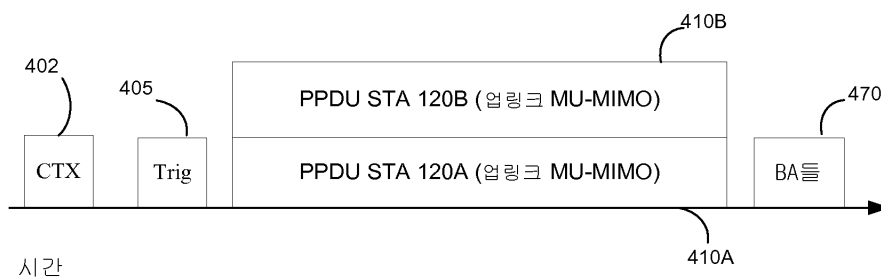 410B
402
405
PPDU STA 120B (업링크 MU-MIMO)
470
CTX
Trig
PPDU STA 120A (업링크 MU-MIMO)
BA들
410A
시간